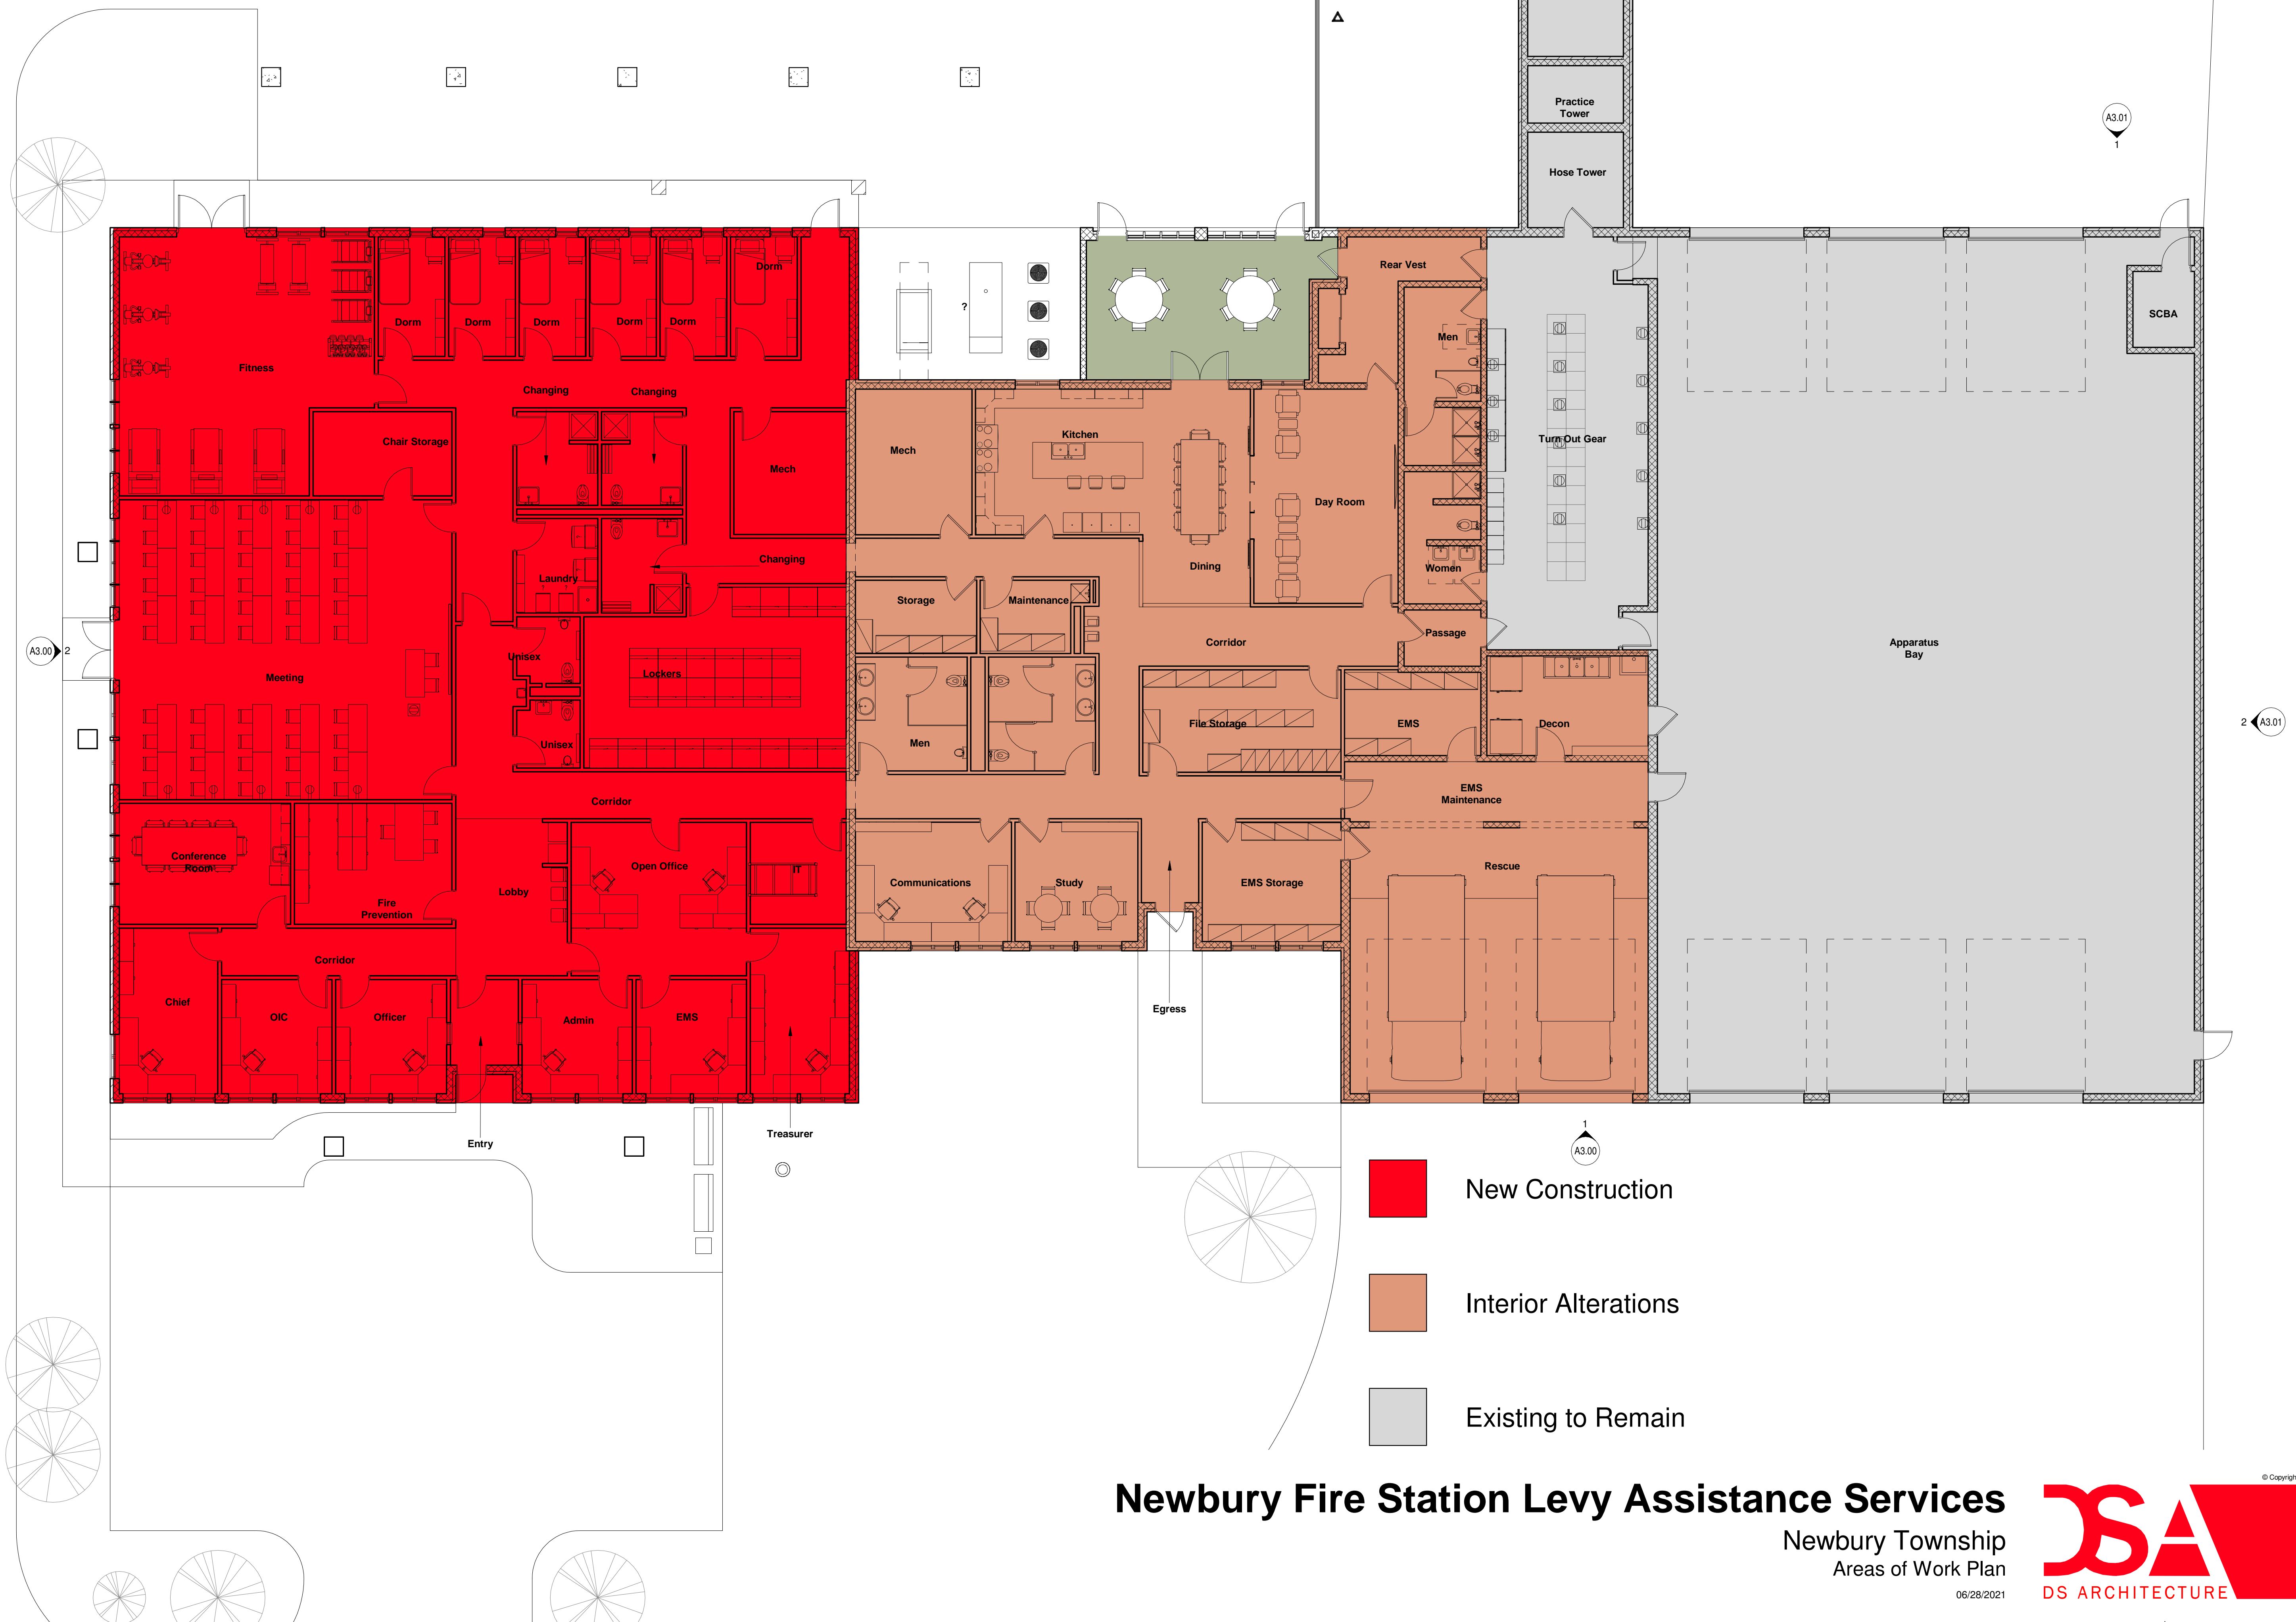 Practice
Tower
A3.01
1
Hose Tower
Rear Vest
Dorm
?
SCBA
Dorm
Dorm
Dorm
Dorm
Dorm
Men
Fitness
Changing
Changing
Kitchen
Turn Out Gear
Chair Storage
Mech
Mech
Day Room
Changing
Dining
Women
Laundry
Storage
Maintenance
Passage
Corridor
Apparatus
Bay
A3.00
2
Unisex
Meeting
Lockers
File Storage
EMS
Decon
2
A3.01
Unisex
Men
EMS
Maintenance
Corridor
Conference
Room
Open Office
IT
Rescue
Communications
Study
EMS Storage
Lobby
Fire
Prevention
Corridor
Chief
Egress
OIC
Officer
Admin
EMS
Entry
Treasurer
1
A3.00
New Construction
Interior Alterations
Existing to Remain
© Copyrigh
Newbury Fire Station Levy Assistance Services
Newbury Township
Areas of Work Plan
06/28/2021
DSA
DS ARCHITECTURE